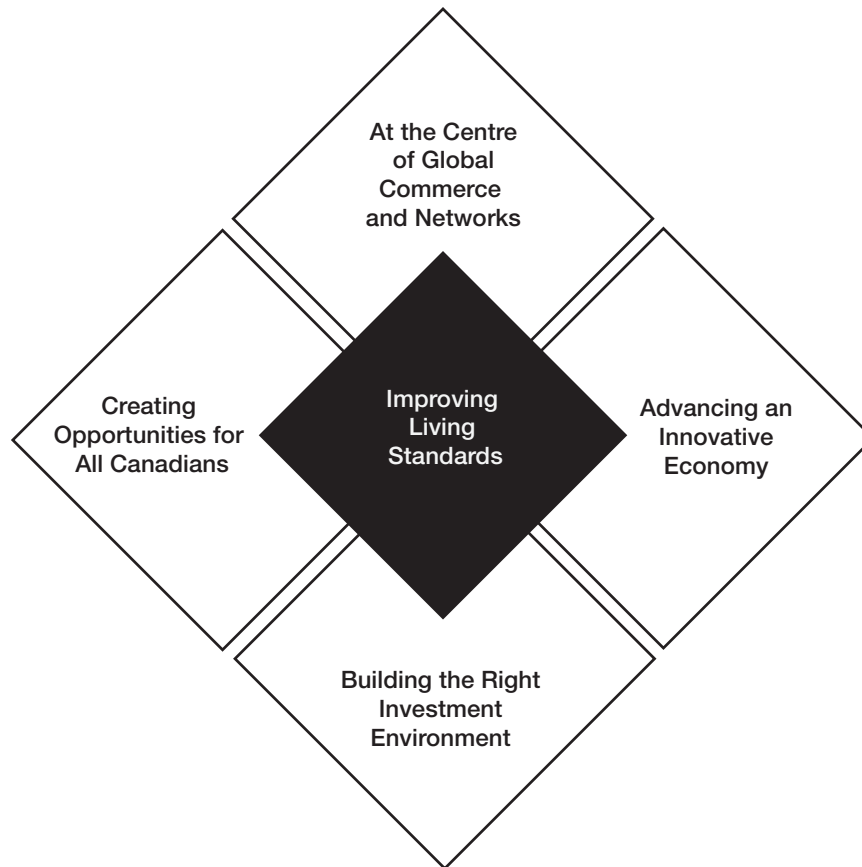 At the Centre
of Global
Commerce
and Networks
Creating
Opportunities for
All Canadians
Improving
Living
Standards
Advancing an
Innovative
Economy
Building the Right
Investment
Environment